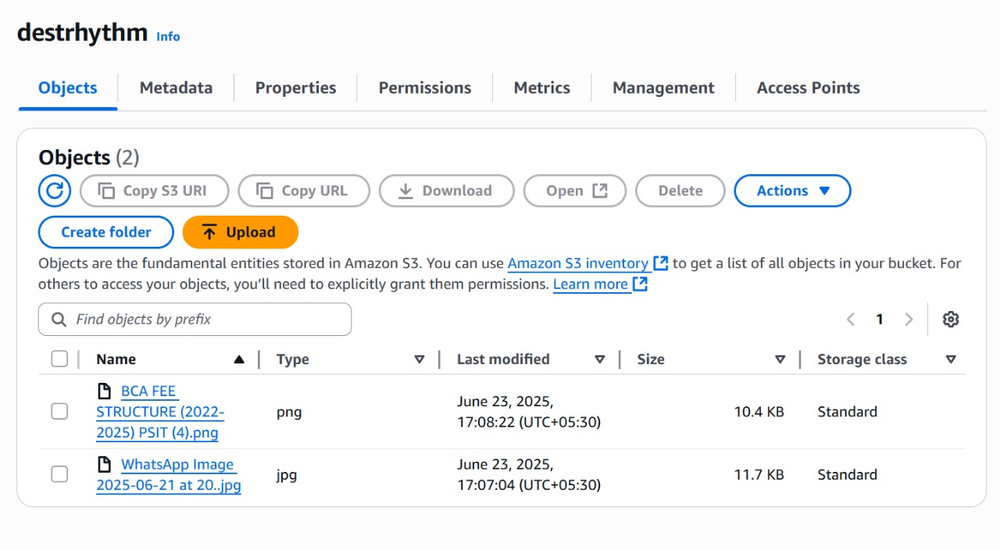 destrhythm Info
Objects Metadata Properties Permissions Metrics Management Access Points
Objects (2)
Copy S3 URI Copy URL Download Open Delete Actions
Create folder Upload
Objects are the fundamental entities stored in Amazon S3. You can use Amazon S3 inventory to get a list of all objects in your bucket. For
others to access your objects, you’ll need to explicitly grant them permissions. Learn more
Find objects by prefix 1
Name Type Last modified Size Storage class
BCA FEE
STRUCTURE (2022-
2025) PSIT (4).png
png
June 23, 2025,
17:08:22 (UTC+05:30)
10.4 KB
Standard
WhatsApp Image
2025-06-21 at 20..jpg
jpg
June 23, 2025,
17:07:04 (UTC+05:30)
11.7 KB
Standard